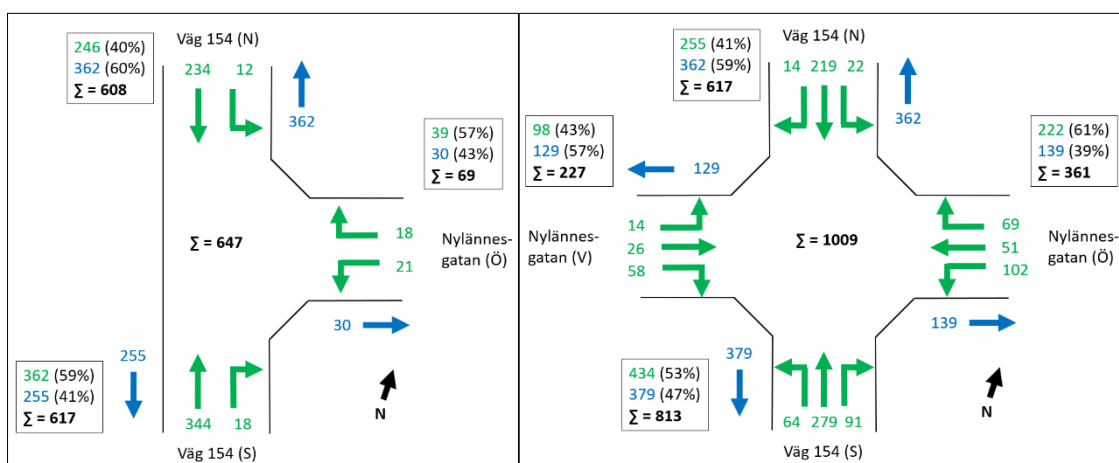 246 (40%)
362 (60%)
∑ = 608
Väg 154 (N)
234 12
362
39 (57%)
30 (43%)
∑ = 69
∑ = 647
18
21
Nylännes-
gatan (Ö)
30
255
362 (59%)
255 (41%)
∑ = 617
344 18
Väg 154 (S)
N
255 (41%)
362 (59%)
∑ = 617
Väg 154 (N)
14 219 22
362
98 (43%)
129 (57%)
∑ = 227
129
222 (61%)
139 (39%)
∑ = 361
Nylännes-
gatan (V)
14
26
58
∑ = 1009
69
51
102
Nylännes-
gatan (Ö)
139
379
434 (53%)
379 (47%)
∑ = 813
64 279 91
Väg 154 (S)
N